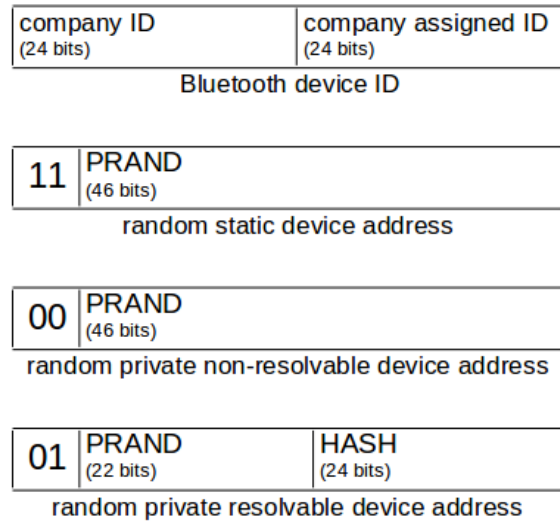 company ID company assigned ID
(24 bits) (24 bits)
Bluetooth device ID
11 PRAND
(46 bits)
random static device address
00 PRAND
(46 bits)
random private non-resolvable device address
01 PRAND HASH
(22 bits) (24 bits)
random private resolvable device address